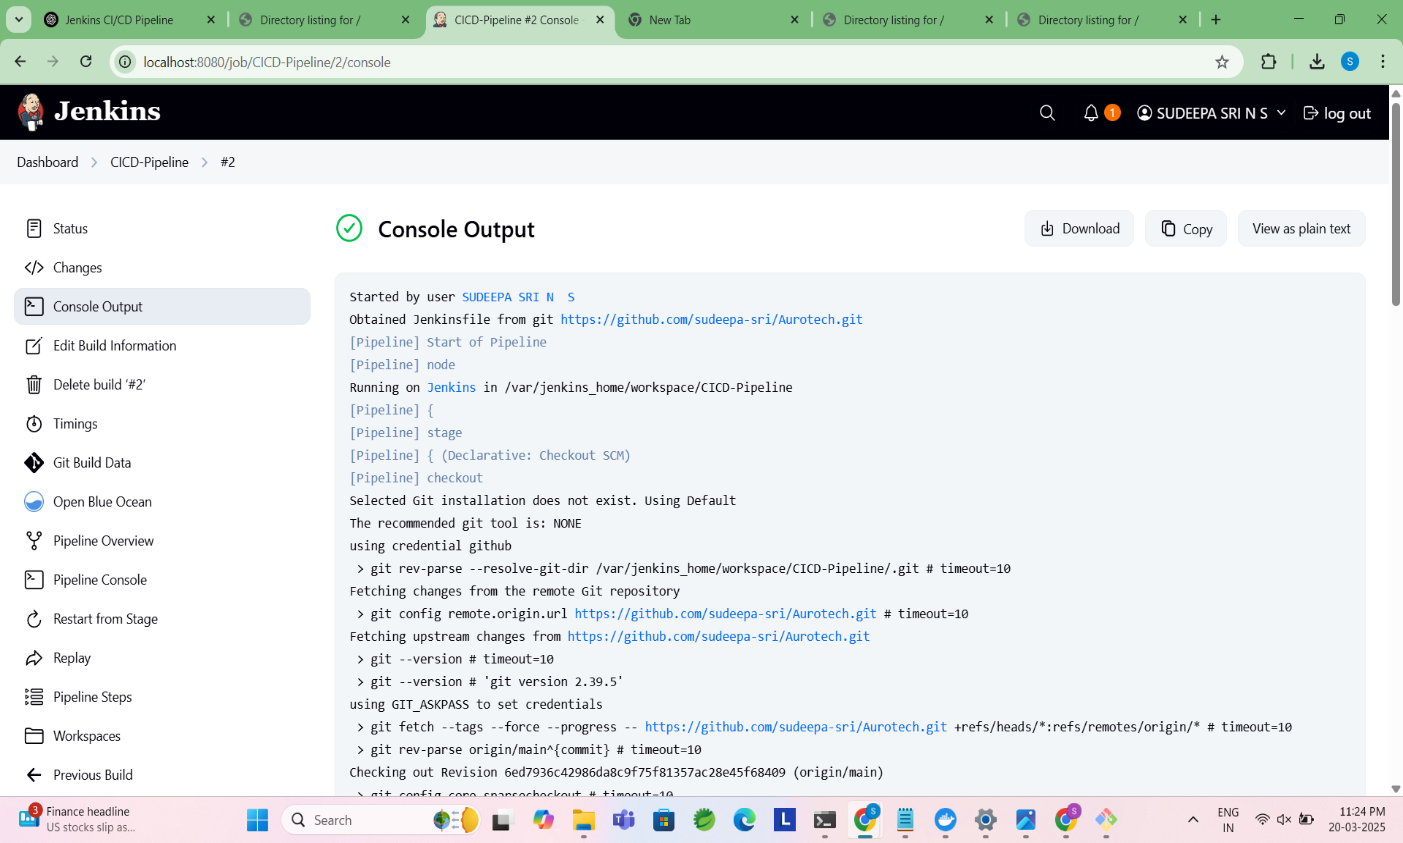 Jenkins CI/CD Pipeline
Directory listing for /
CICD-Pipeline #2 Console
New Tab
Directory listing for /
Directory listing for /
localhost:8080/job/CICD-Pipeline/2/console
S
Jenkins
1
SUDEEPA SRI N S
log out
Dashboard
CICD-Pipeline
#2
Status
Changes
Console Output
Edit Build Information
Delete build '#2'
Timings
Git Build Data
Open Blue Ocean
Pipeline Overview
Pipeline Console
Restart from Stage
Replay
Pipeline Steps
Workspaces
Previous Build
Console Output
Download
Copy
View as plain text
Started by user SUDEEPA SRI N  S
Obtained Jenkinsfile from git https://github.com/sudeepa-sri/Aurotech.git
[Pipeline] Start of Pipeline
[Pipeline] node
Running on Jenkins in /var/jenkins_home/workspace/CICD-Pipeline
[Pipeline] {
[Pipeline] stage
[Pipeline] { (Declarative: Checkout SCM)
[Pipeline] checkout
Selected Git installation does not exist. Using Default
The recommended git tool is: NONE
using credential github
 > git rev-parse --resolve-git-dir /var/jenkins_home/workspace/CICD-Pipeline/.git # timeout=10
Fetching changes from the remote Git repository
 > git config remote.origin.url https://github.com/sudeepa-sri/Aurotech.git # timeout=10
Fetching upstream changes from https://github.com/sudeepa-sri/Aurotech.git
 > git --version # timeout=10
 > git --version # 'git version 2.39.5'
using GIT_ASKPASS to set credentials
 > git fetch --tags --force --progress -- https://github.com/sudeepa-sri/Aurotech.git +refs/heads/*:refs/remotes/origin/* # timeout=10
 > git rev-parse origin/main^{commit} # timeout=10
Checking out Revision 6ed7936c42986da8c9f75f81357ac28e45f68409 (origin/main)
 > git config core.sparsecheckout # timeout=10
3
Finance headline
US stocks slip as...
Search
L
S
S
ENG
IN
11:24 PM
20-03-2025